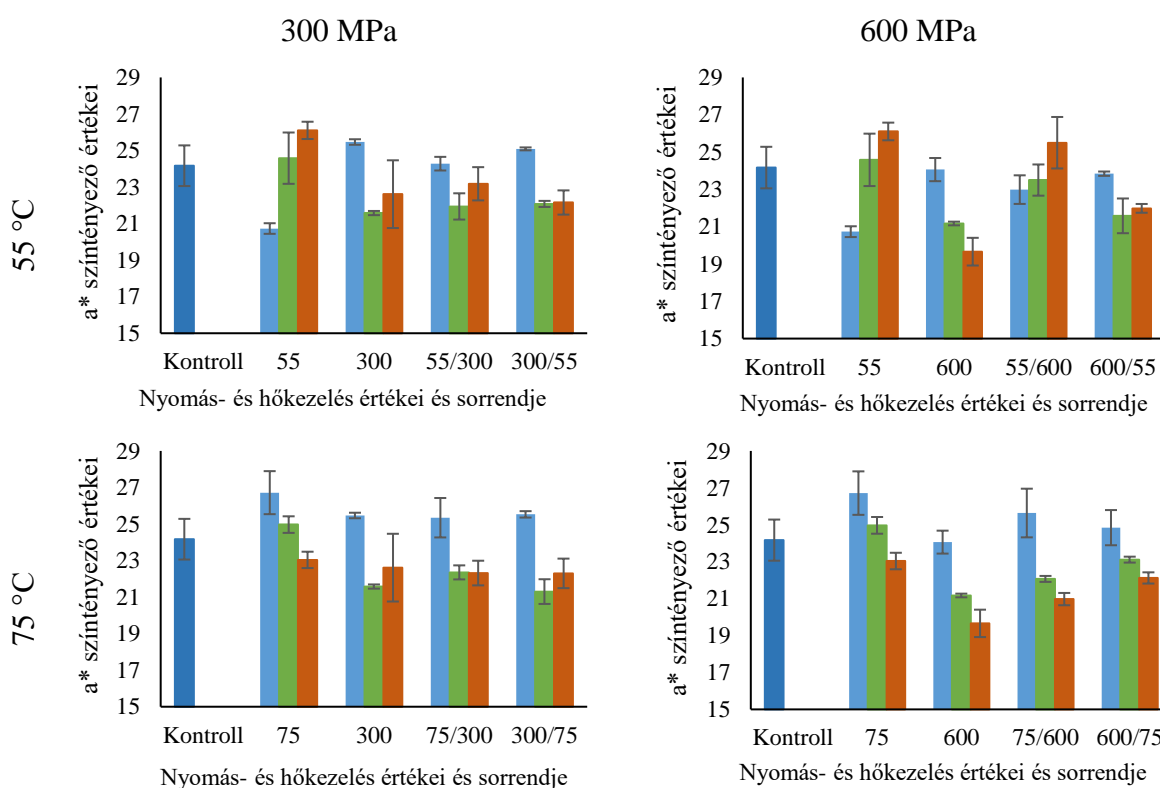 300 MPa
600 MPa
55 °C
a* színtényező értékei
29
27
25
23
21
19
17
15
Kontroll 55 300 55/300 300/55
Nyomás- és hőkezelés értékei és sorrendje
a* színtényező értékei
29
27
25
23
21
19
17
15
Kontroll 55 600 55/600 600/55
Nyomás- és hőkezelés értékei és sorrendje
75 °C
a* színtényező értékei
29
27
25
23
21
19
17
15
Kontroll 75 300 75/300 300/75
Nyomás- és hőkezelés értékei és sorrendje
a* színtényező értékei
29
27
25
23
21
19
17
15
Kontroll 75 600 75/600 600/75
Nyomás- és hőkezelés értékei és sorrendje